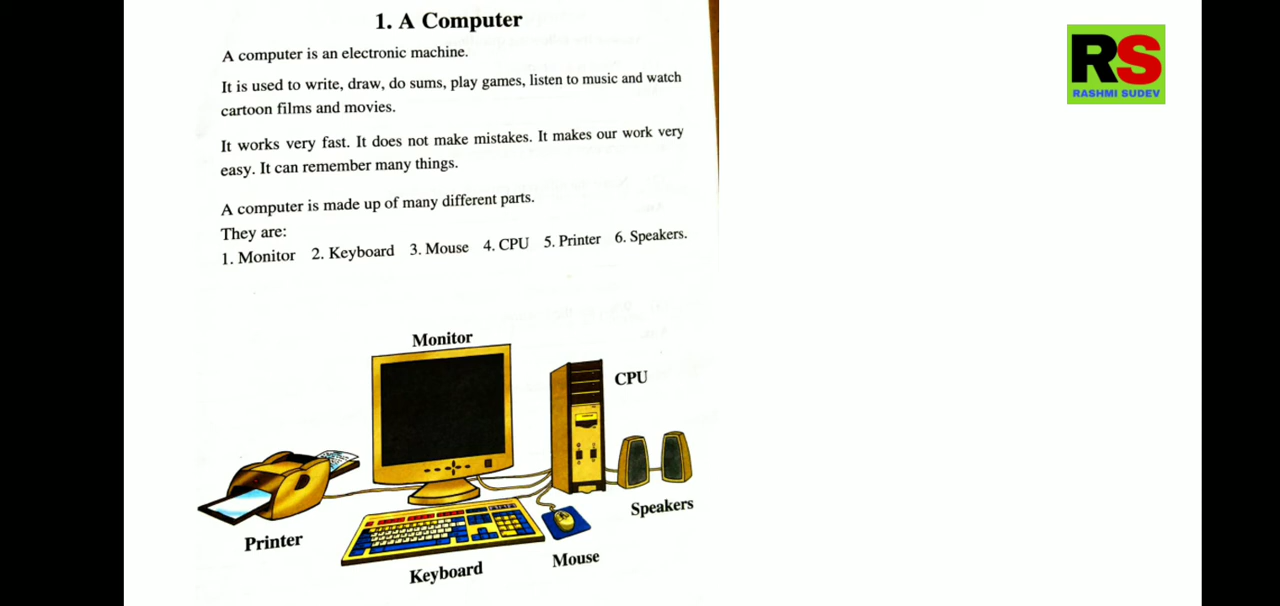 1. A Computer
A computer is an electronic machine.
It is used to write, draw, do sums, play games, listen to music and watch
cartoon films and movies.
It works very fast. It does not make mistakes. It makes our work very
easy. It can remember many things.
A computer is made up of many different parts.
They are:
1. Monitor 2. Keyboard 3. Mouse 4. CPU 5. Printer 6. Speakers.
Monitor
CPU
Speakers
Printer
Mouse
Keyboard
RS
RASHMI SUDEV